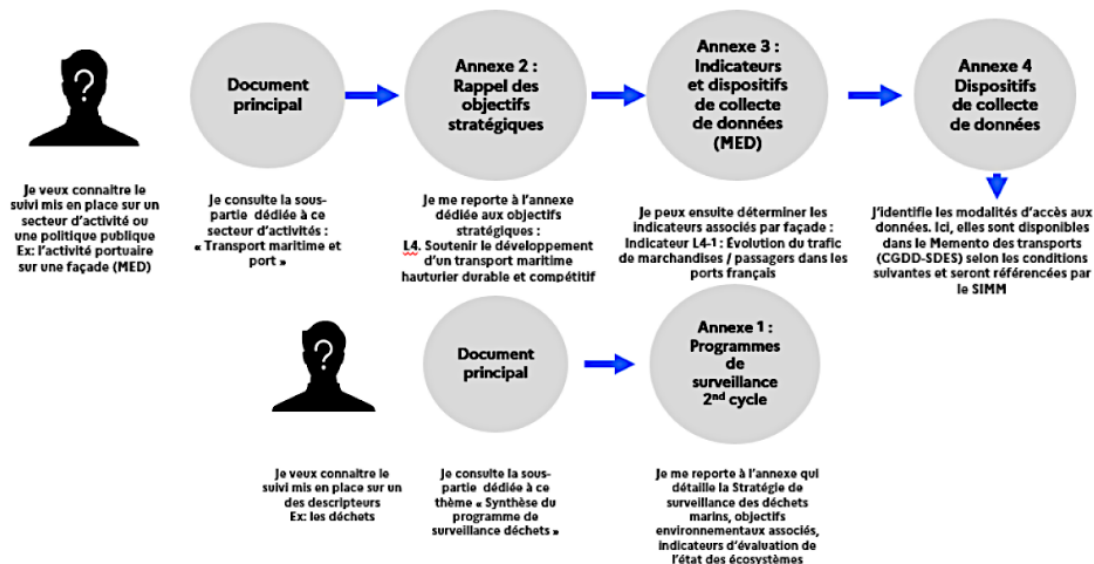 ?
Document
principal
Annexe 2 :
Rappel des
objectifs
stratégiques
Annexe 3 :
Indicateurs
et dispositifs
de collecte
de données
(MED)
Annexe 4
Dispositifs
de collecte
de données
Je veux connaitre le
suivi mis en place sur un
secteur d'activité ou
une politique publique
Ex: l'activité portuaire
sur une façade (MED)
Je consulte la sous-
partie dédiée à ce
secteur d'activités :
« Transport maritime et
port »
Je me reporte à l'annexe
dédiée aux objectifs
stratégiques :
L4. Soutenir le développement
d'un transport maritime
hauturier durable et compétitif
Je peux ensuite déterminer les
indicateurs associés par façade :
Indicateur L4-1 : Évolution du trafic
de marchandises / passagers dans les
ports français
J'identifie les modalités d'accès aux
données. Ici, elles sont disponibles
dans le Memento des transports
(CGDD-SDES) selon les conditions
suivantes et seront référencées par
le SIMM
?
Document
principal
Annexe 1 :
Programmes
de
surveillance
2nd cycle
Je veux connaitre le
suivi mis en place sur un
des descripteurs
Ex: les déchets
Je consulte la sous-
partie dédiée à ce
thème « Synthèse du
programme de
surveillance déchets »
Je me reporte à l'annexe qui
détaille la Stratégie de
surveillance des déchets
marins, objectifs
environnementaux associés,
indicateurs d'évaluation de
l'état des écosystèmes